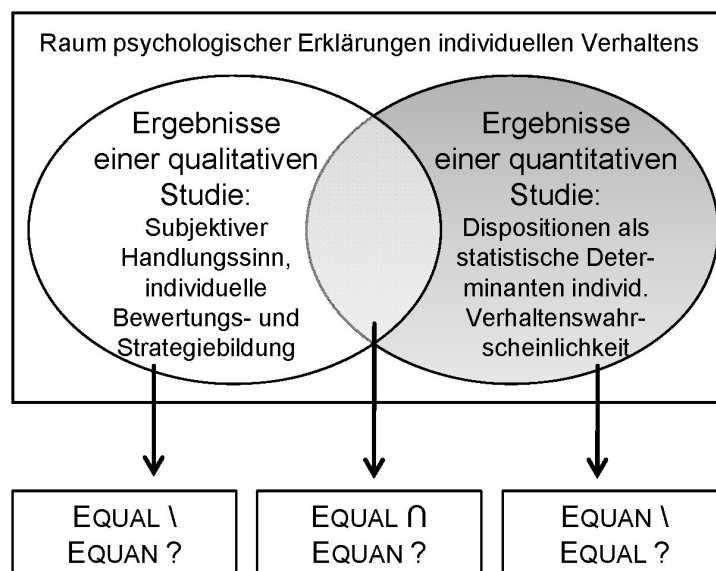 Raum psychologischer Erklärungen individuellen Verhaltens
Ergebnisse
einer qualitativen
Studie:
Subjektiver
Handlungssinn,
individuelle
Bewertungs- und
Strategiebildung
Ergebnisse
einer quantitativen
Studie:
Dispositionen als
statistische Deter-
minanten individ.
Verhaltenswahr-
scheinlichkeit
EQUAL \
EQUAN ?
EQUAL ∩
EQUAN ?
EQUAN \
EQUAL ?